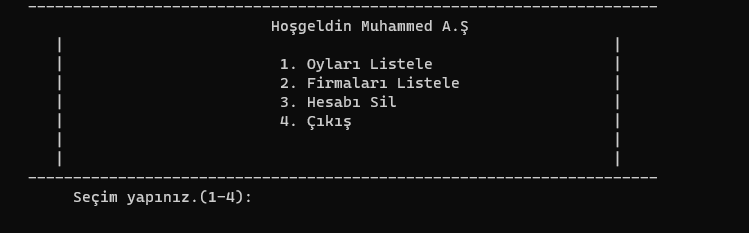 Hoşgeldin Muhammed A.Ş
1. Oyları Listele
2. Firmaları Listele
3. Hesabı Sil
4. Çıkış
Seçim yapınız.(1-4):